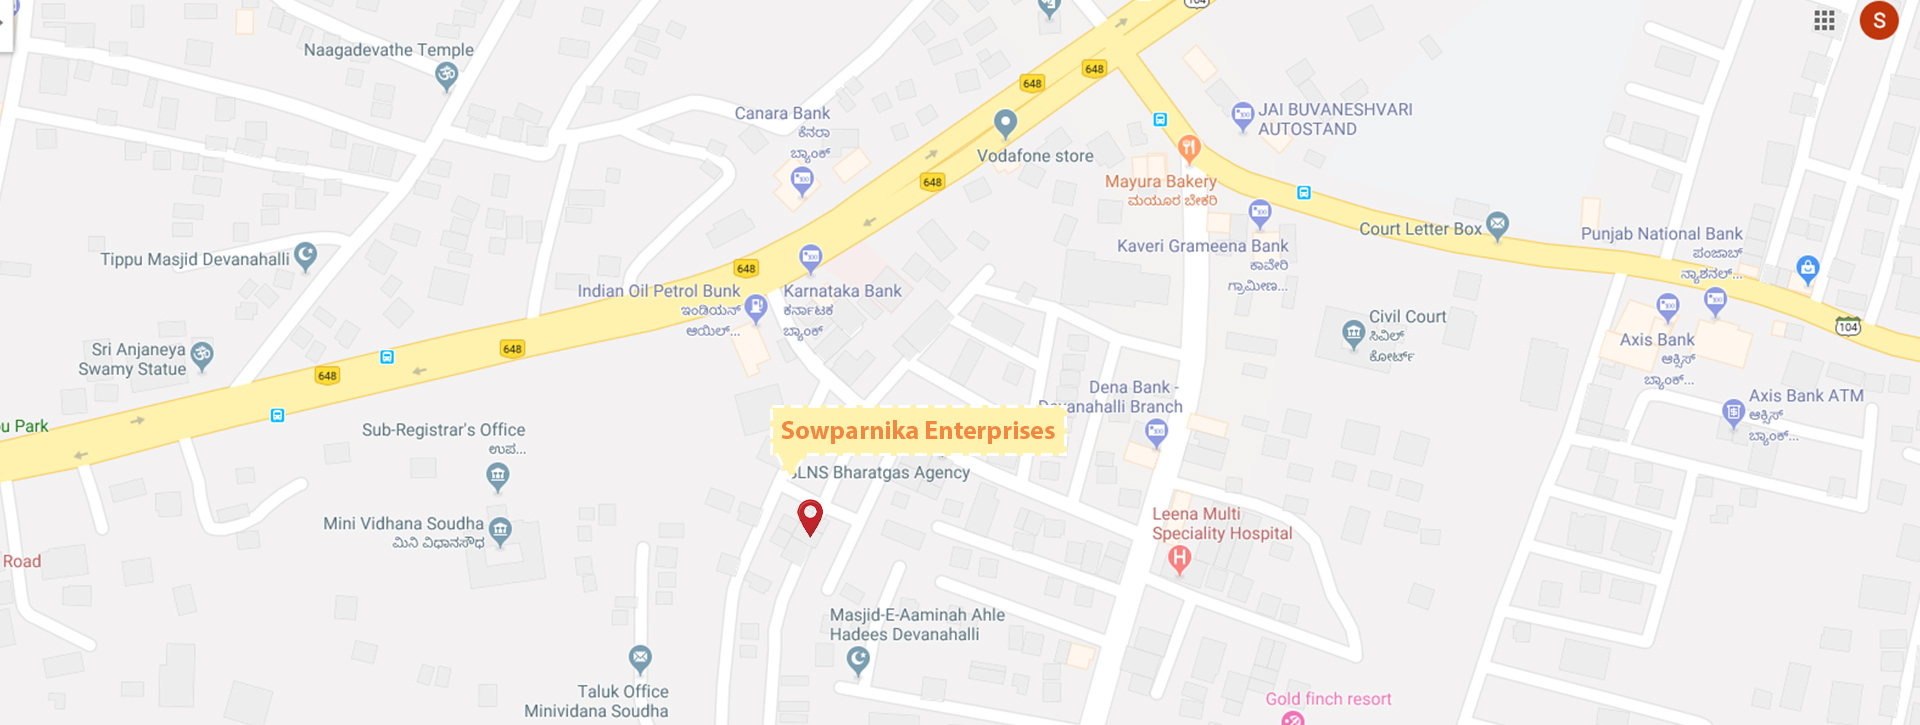 104
S
Naagadevathe Temple
648
648
Canara Bank
ಕೆನರಾ
ಬ್ಯಾಂಕ್
JAI BUVANESHVARI
AUTOSTAND
Vodafone store
648
Mayura Bakery
ಮಯೂರ ಬೇಕರಿ
Court Letter Box
Punjab National Bank
ಪಂಜಾಬ್
ನ್ಯಾಶನಲ್...
Kaveri Grameena Bank
ಕಾವೇರಿ
ಗ್ರಾಮೀಣ...
Tippu Masjid Devanahalli
648
Indian Oil Petrol Bunk
ಇಂಡಿಯನ್
ಆಯಿಲ್...
Karnataka Bank
ಕರ್ನಾಟಕ
ಬ್ಯಾಂಕ್
Civil Court
ಸಿವಿಲ್
ಕೋರ್ಟ್
104
Axis Bank
ಆಕ್ಸಿಸ್
ಬ್ಯಾಂಕ್...
Sri Anjaneya
Swamy Statue
648
648
Dena Bank -
Devanahalli Branch
Axis Bank ATM
ಆಕ್ಸಿಸ್
ಬ್ಯಾಂಕ್...
u Park
Sub-Registrar's Office
ಉಪ...
Sowparnika Enterprises
SLNS Bharatgas Agency
Mini Vidhana Soudha
ಮಿನಿ ವಿಧಾನಸೌಧ
Leena Multi
Speciality Hospital
Road
Masjid-E-Aaminah Ahle
Hadees Devanahalli
Taluk Office
Minividana Soudha
Gold finch resort